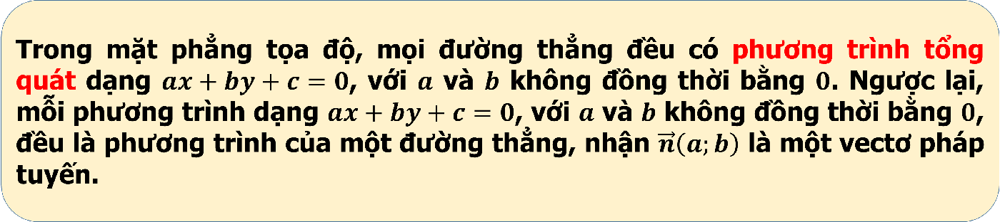 Trong mặt phẳng tọa độ, mọi đường thẳng đều có phương trình tổng
quát dạng 𝒂𝒙 + 𝒃𝒚 + 𝒄 = 𝟎, với 𝒂 và 𝒃 không đồng thời bằng 𝟎. Ngược lại,
mỗi phương trình dạng 𝒂𝒙 + 𝒃𝒚 + 𝒄 = 𝟎, với 𝒂 và 𝒃 không đồng thời bằng 𝟎,
đều là phương trình của một đường thẳng, nhận 𝒏⃗(𝒂; 𝒃) là một vectơ pháp
tuyến.